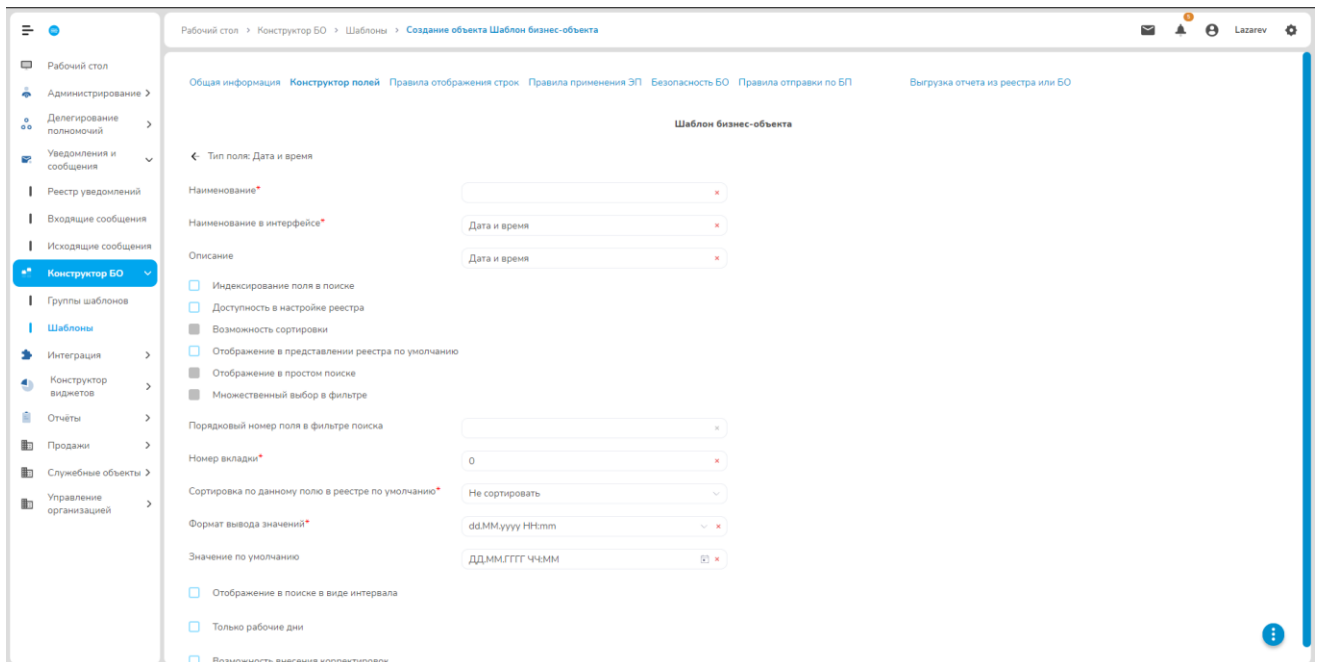 Рабочий стол > Конструктор БО > Шаблоны > Создание объекта Шаблон бизнес-объекта
5
Lazarev
Рабочий стол
Администрирование
Делегирование
полномочий
Уведомления и
сообщения
Реестр уведомлений
Входящие сообщения
Исходящие сообщения
Конструктор БО
Группы шаблонов
Шаблоны
Интеграция
Конструктор
виджетов
Отчёты
Продажи
Служебные объекты
Управление
организацией
Общая информация Конструктор полей Правила отображения строк Правила применения ЭП Безопасность БО Правила отправки по БП Выгрузка отчета из реестра или БО
Шаблон бизнес-объекта
Тип поля: Дата и время
Наименование*
Наименование в интерфейсе* Дата и время
Описание Дата и время
Индексирование поля в поиске
Доступность в настройке реестра
Возможность сортировки
Отображение в представлении реестра по умолчанию
Отображение в простом поиске
Множественный выбор в фильтре
Порядковый номер поля в фильтре поиска
Номер вкладки* 0
Сортировка по данному полю в реестре по умолчанию* Не сортировать
Формат вывода значений* dd.MM.yyyy HH:mm
Значение по умолчанию ДД.ММ.ГГГГ ЧЧ:ММ
Отображение в поиске в виде интервала
Только рабочие дни
Возможность внесения корректировок